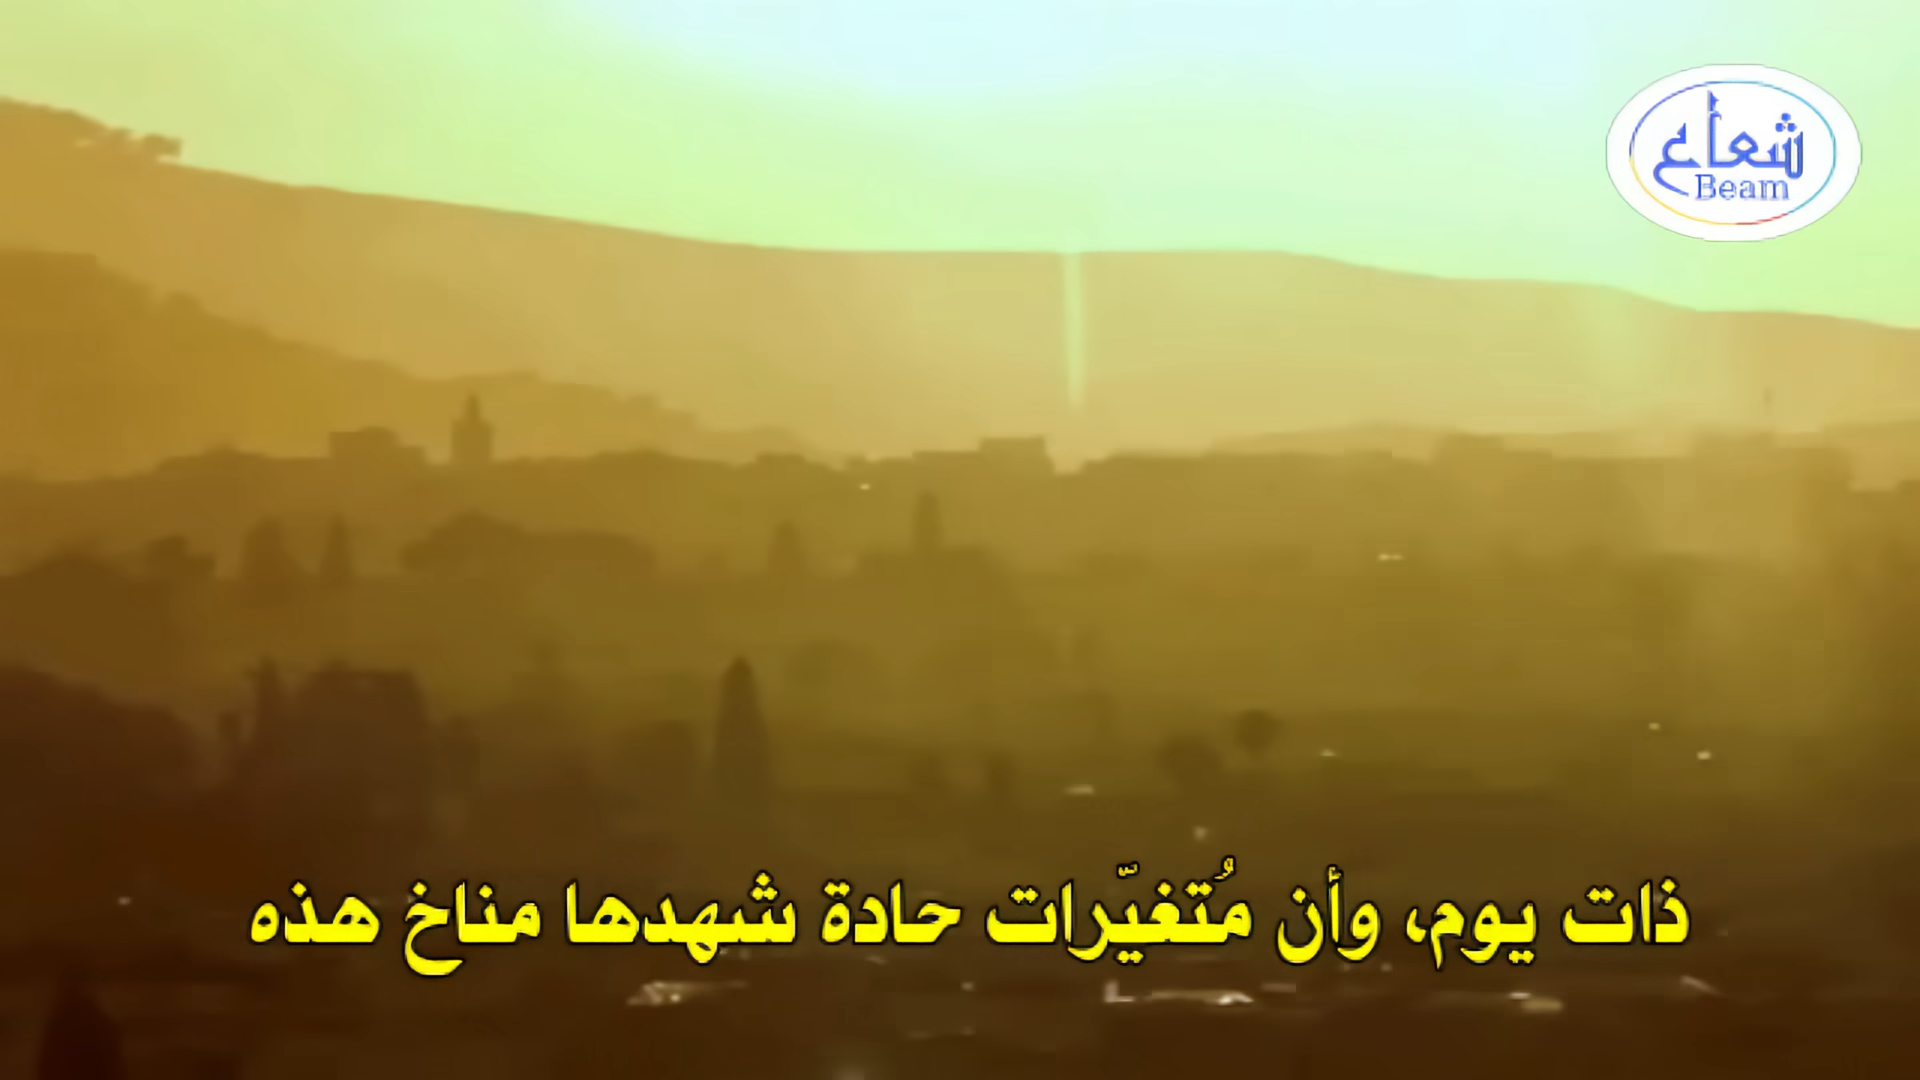 شعاع
Beam
ذات يوم، وأن مُتغيّرات حادة شهدها مناخ هذه